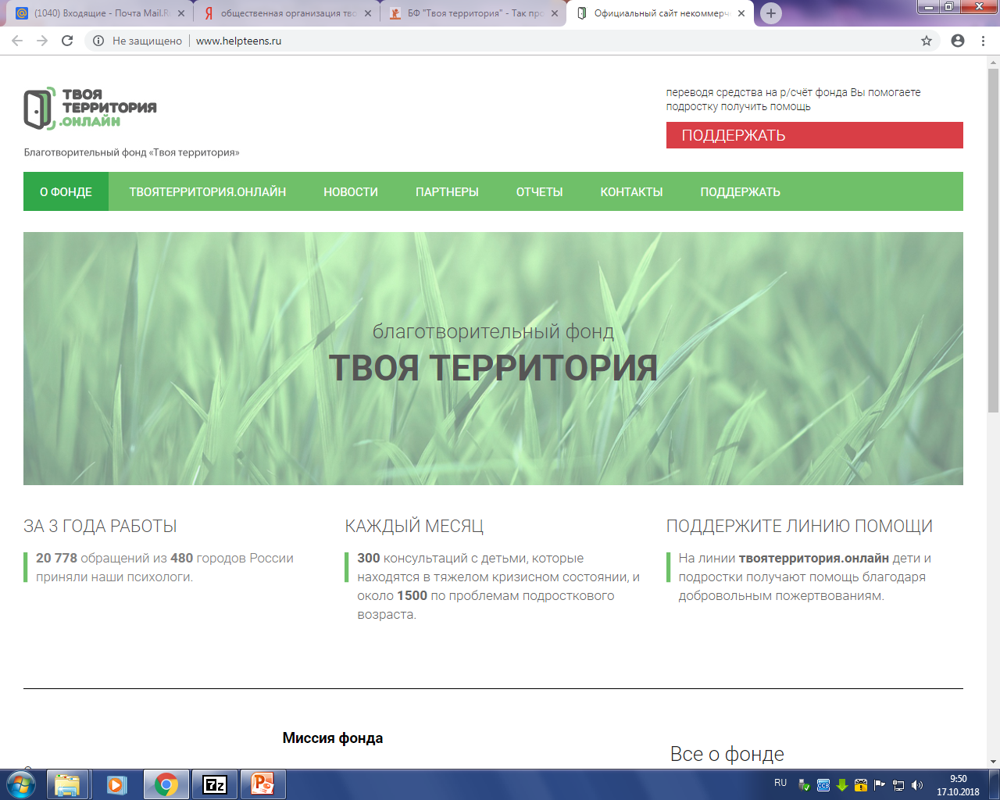 (1040) Входящие - Почта Mail.R
общественная организация тво
БФ "Твоя территория" - Так про
Официальный сайт некоммерч
Не защищено
www.helpteens.ru
ТВОЯ
ТЕРРИТОРИЯ
.ОНЛАЙН
Благотворительный фонд «Твоя территория»
переводя средства на р/счёт фонда Вы помогаете
подростку получить помощь
ПОДДЕРЖАТЬ
О ФОНДЕ
ТВОЯТЕРРИТОРИЯ.ОНЛАЙН
НОВОСТИ
ПАРТНЕРЫ
ОТЧЕТЫ
КОНТАКТЫ
ПОДДЕРЖАТЬ
благотворительный фонд
ТВОЯ ТЕРРИТОРИЯ
ЗА 3 ГОДА РАБОТЫ
20 778 обращений из 480 городов России
приняли наши психологи.
КАЖДЫЙ МЕСЯЦ
300 консультаций с детьми, которые
находятся в тяжелом кризисном состоянии, и
около 1500 по проблемам подросткового
возраста.
ПОДДЕРЖИТЕ ЛИНИЮ ПОМОЩИ
На линии твоятерритория.онлайн дети и
подростки получают помощь благодаря
добровольным пожертвованиям.
Миссия фонда
Все о фонде
7z
RU
9:50
17.10.2018